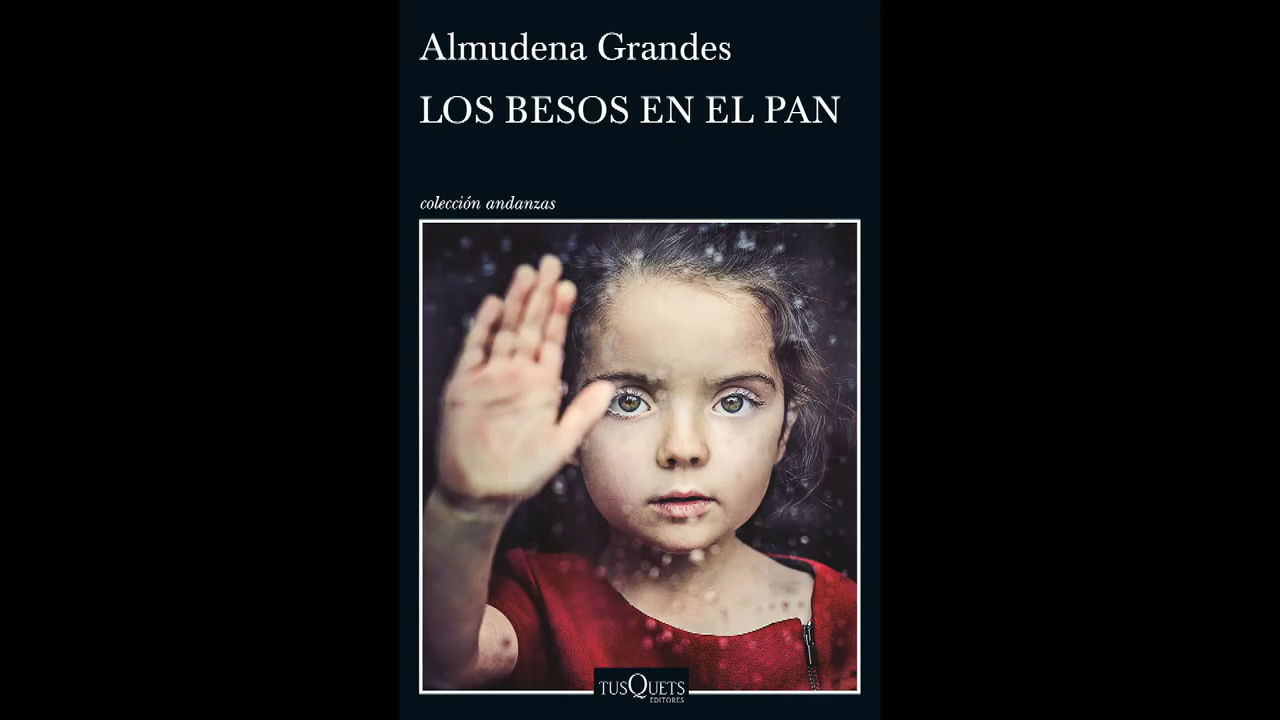 Almudena Grandes
LOS BESOS EN EL PAN
colección andanzas
TUSQUETS
EDITORES